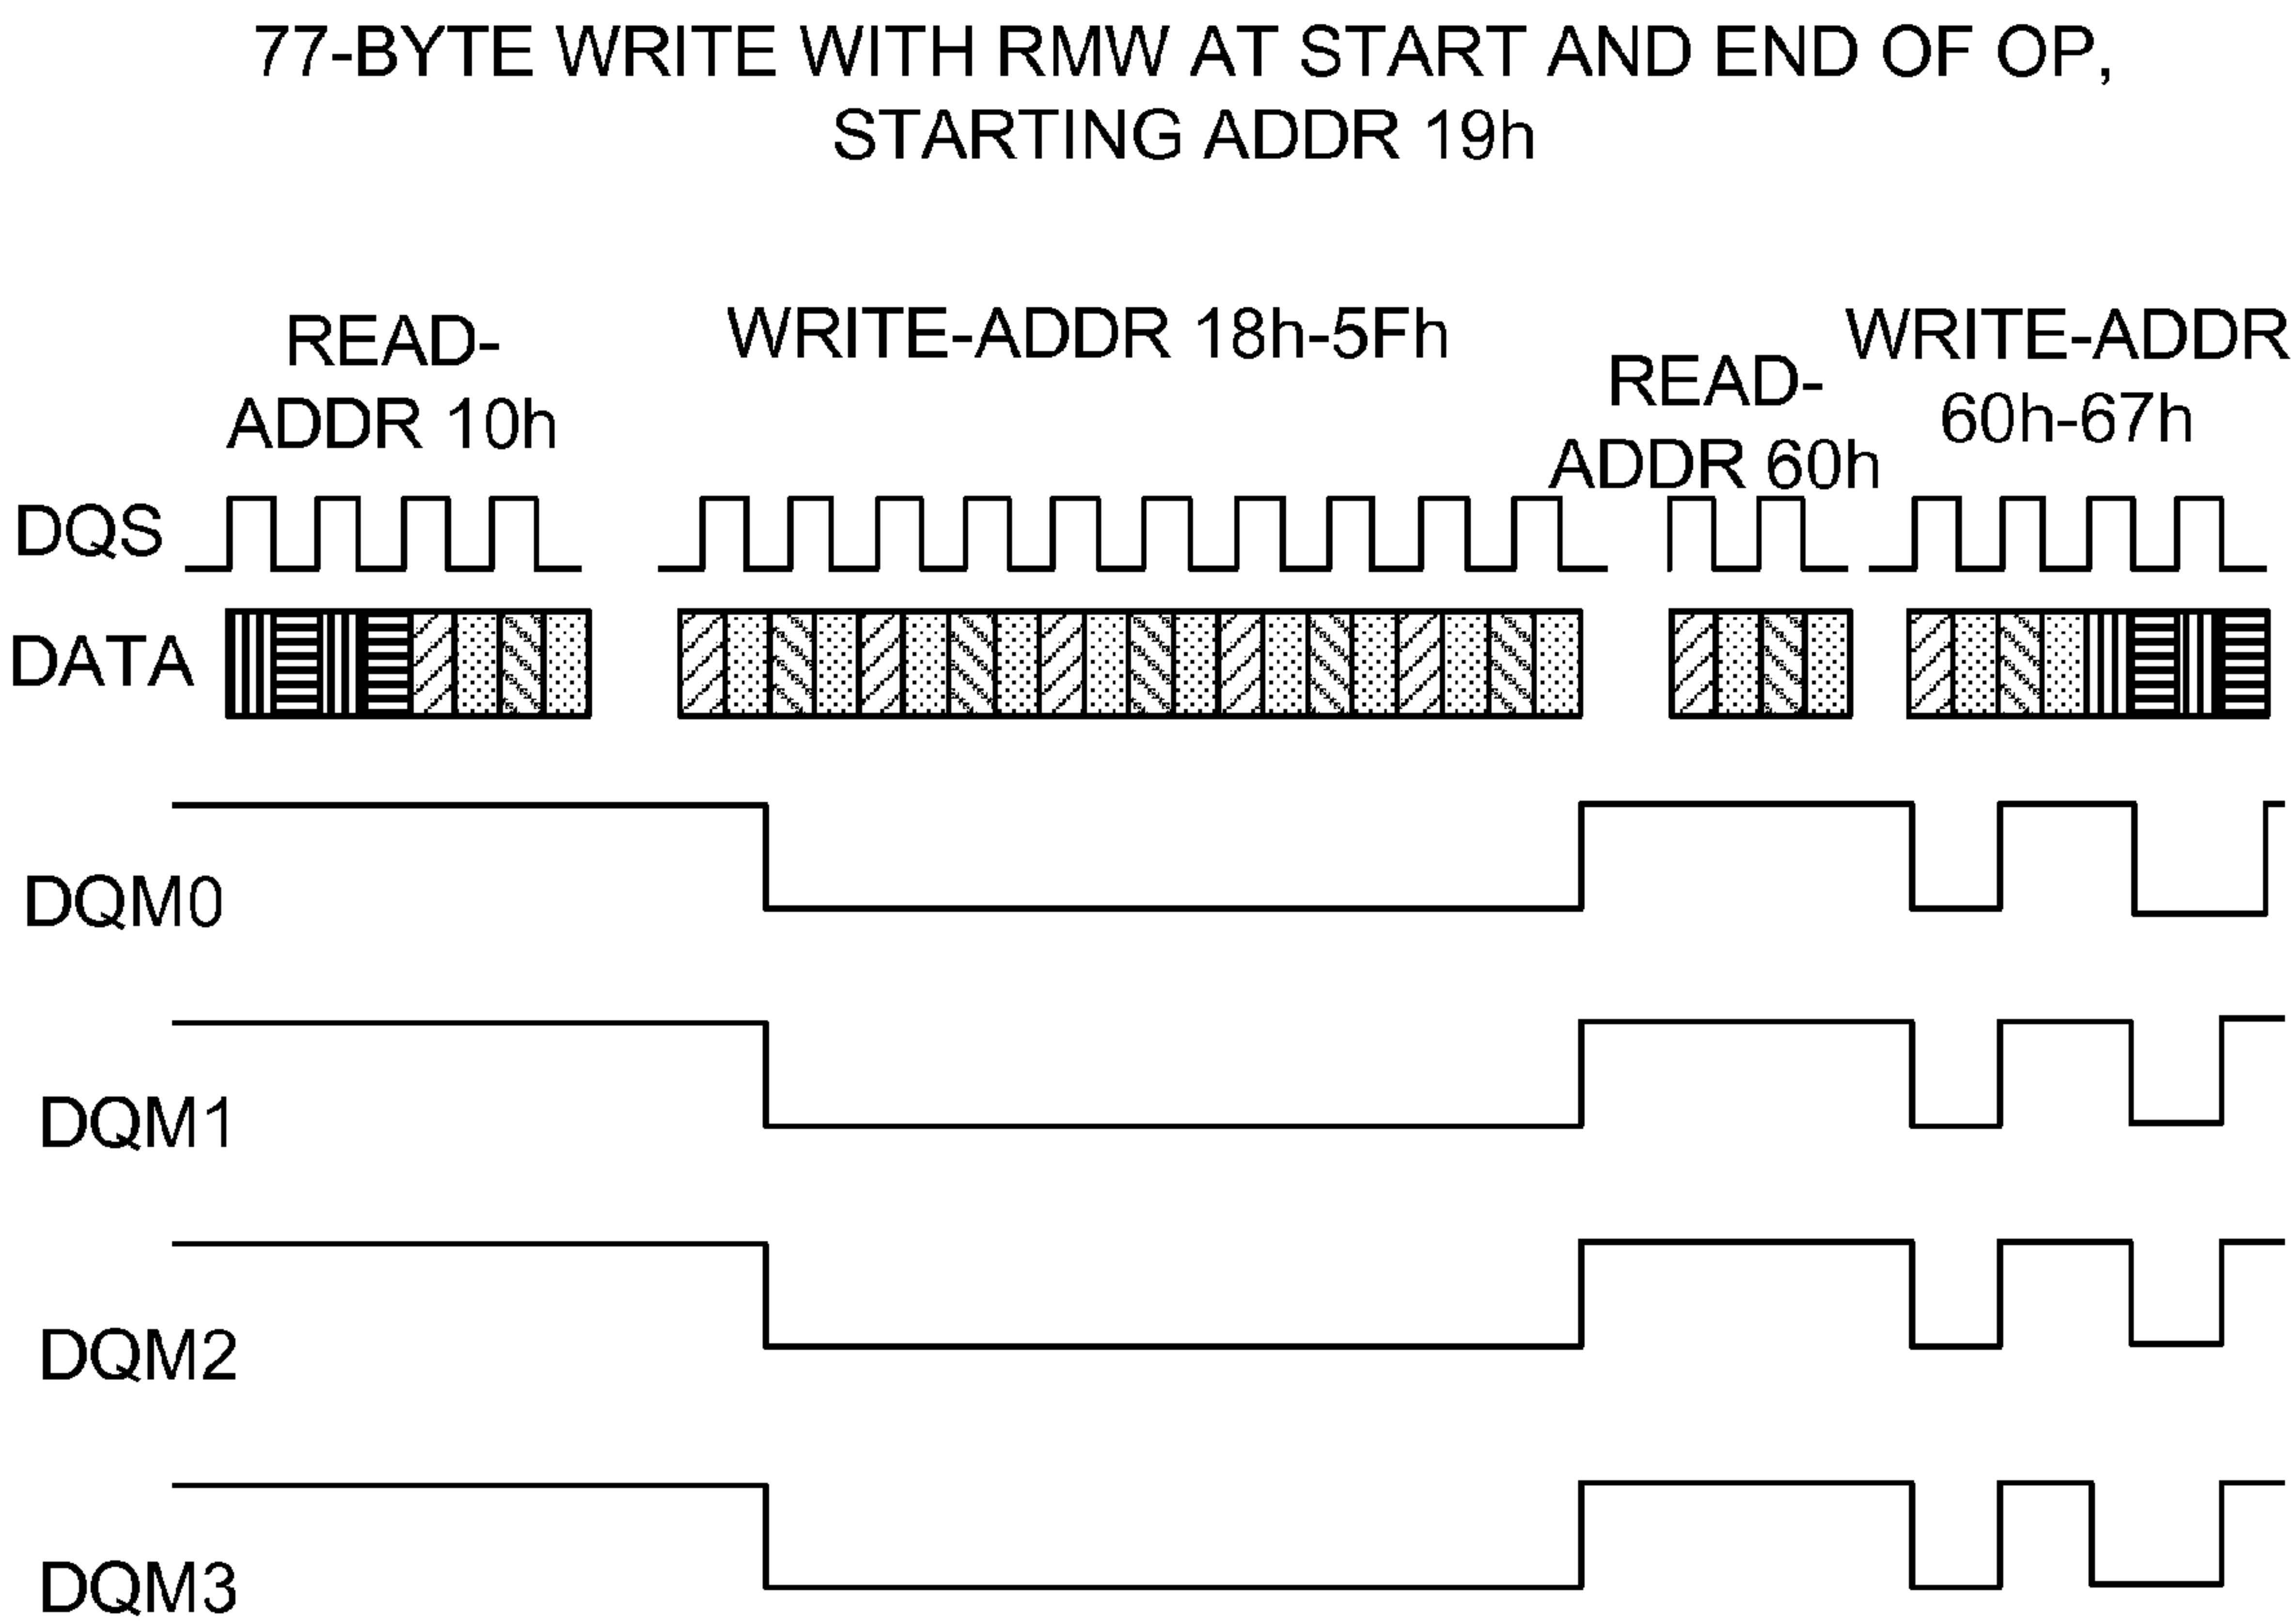 77-BYTE WRITE WITH RMW AT START AND END OF OP,
STARTING ADDR 19h
READ-
ADDR 10h
WRITE-ADDR 18h-5Fh
READ-
ADDR 60h
WRITE-ADDR
60h-67h
DQS
DATA
DQM0
DQM1
DQM2
DQM3